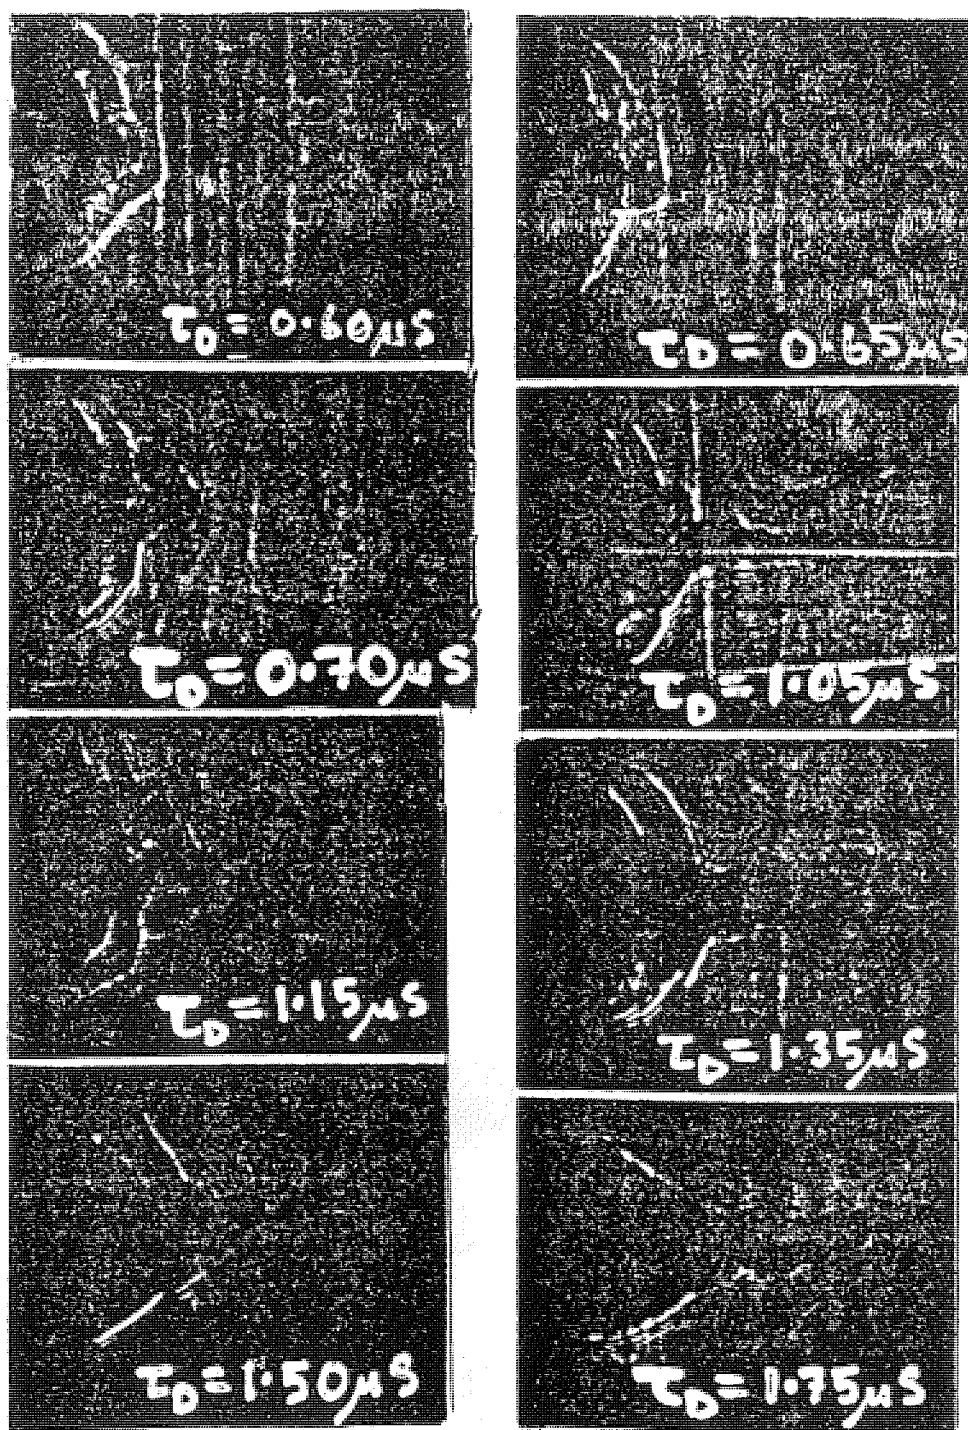 τD = 0.60μS
τD = 0.65μS
τD = 0.70μS
τD = 1.05μS
τD = 1.15μS
τD = 1.35μS
τD = 1.50μS
τD = 1.75μS